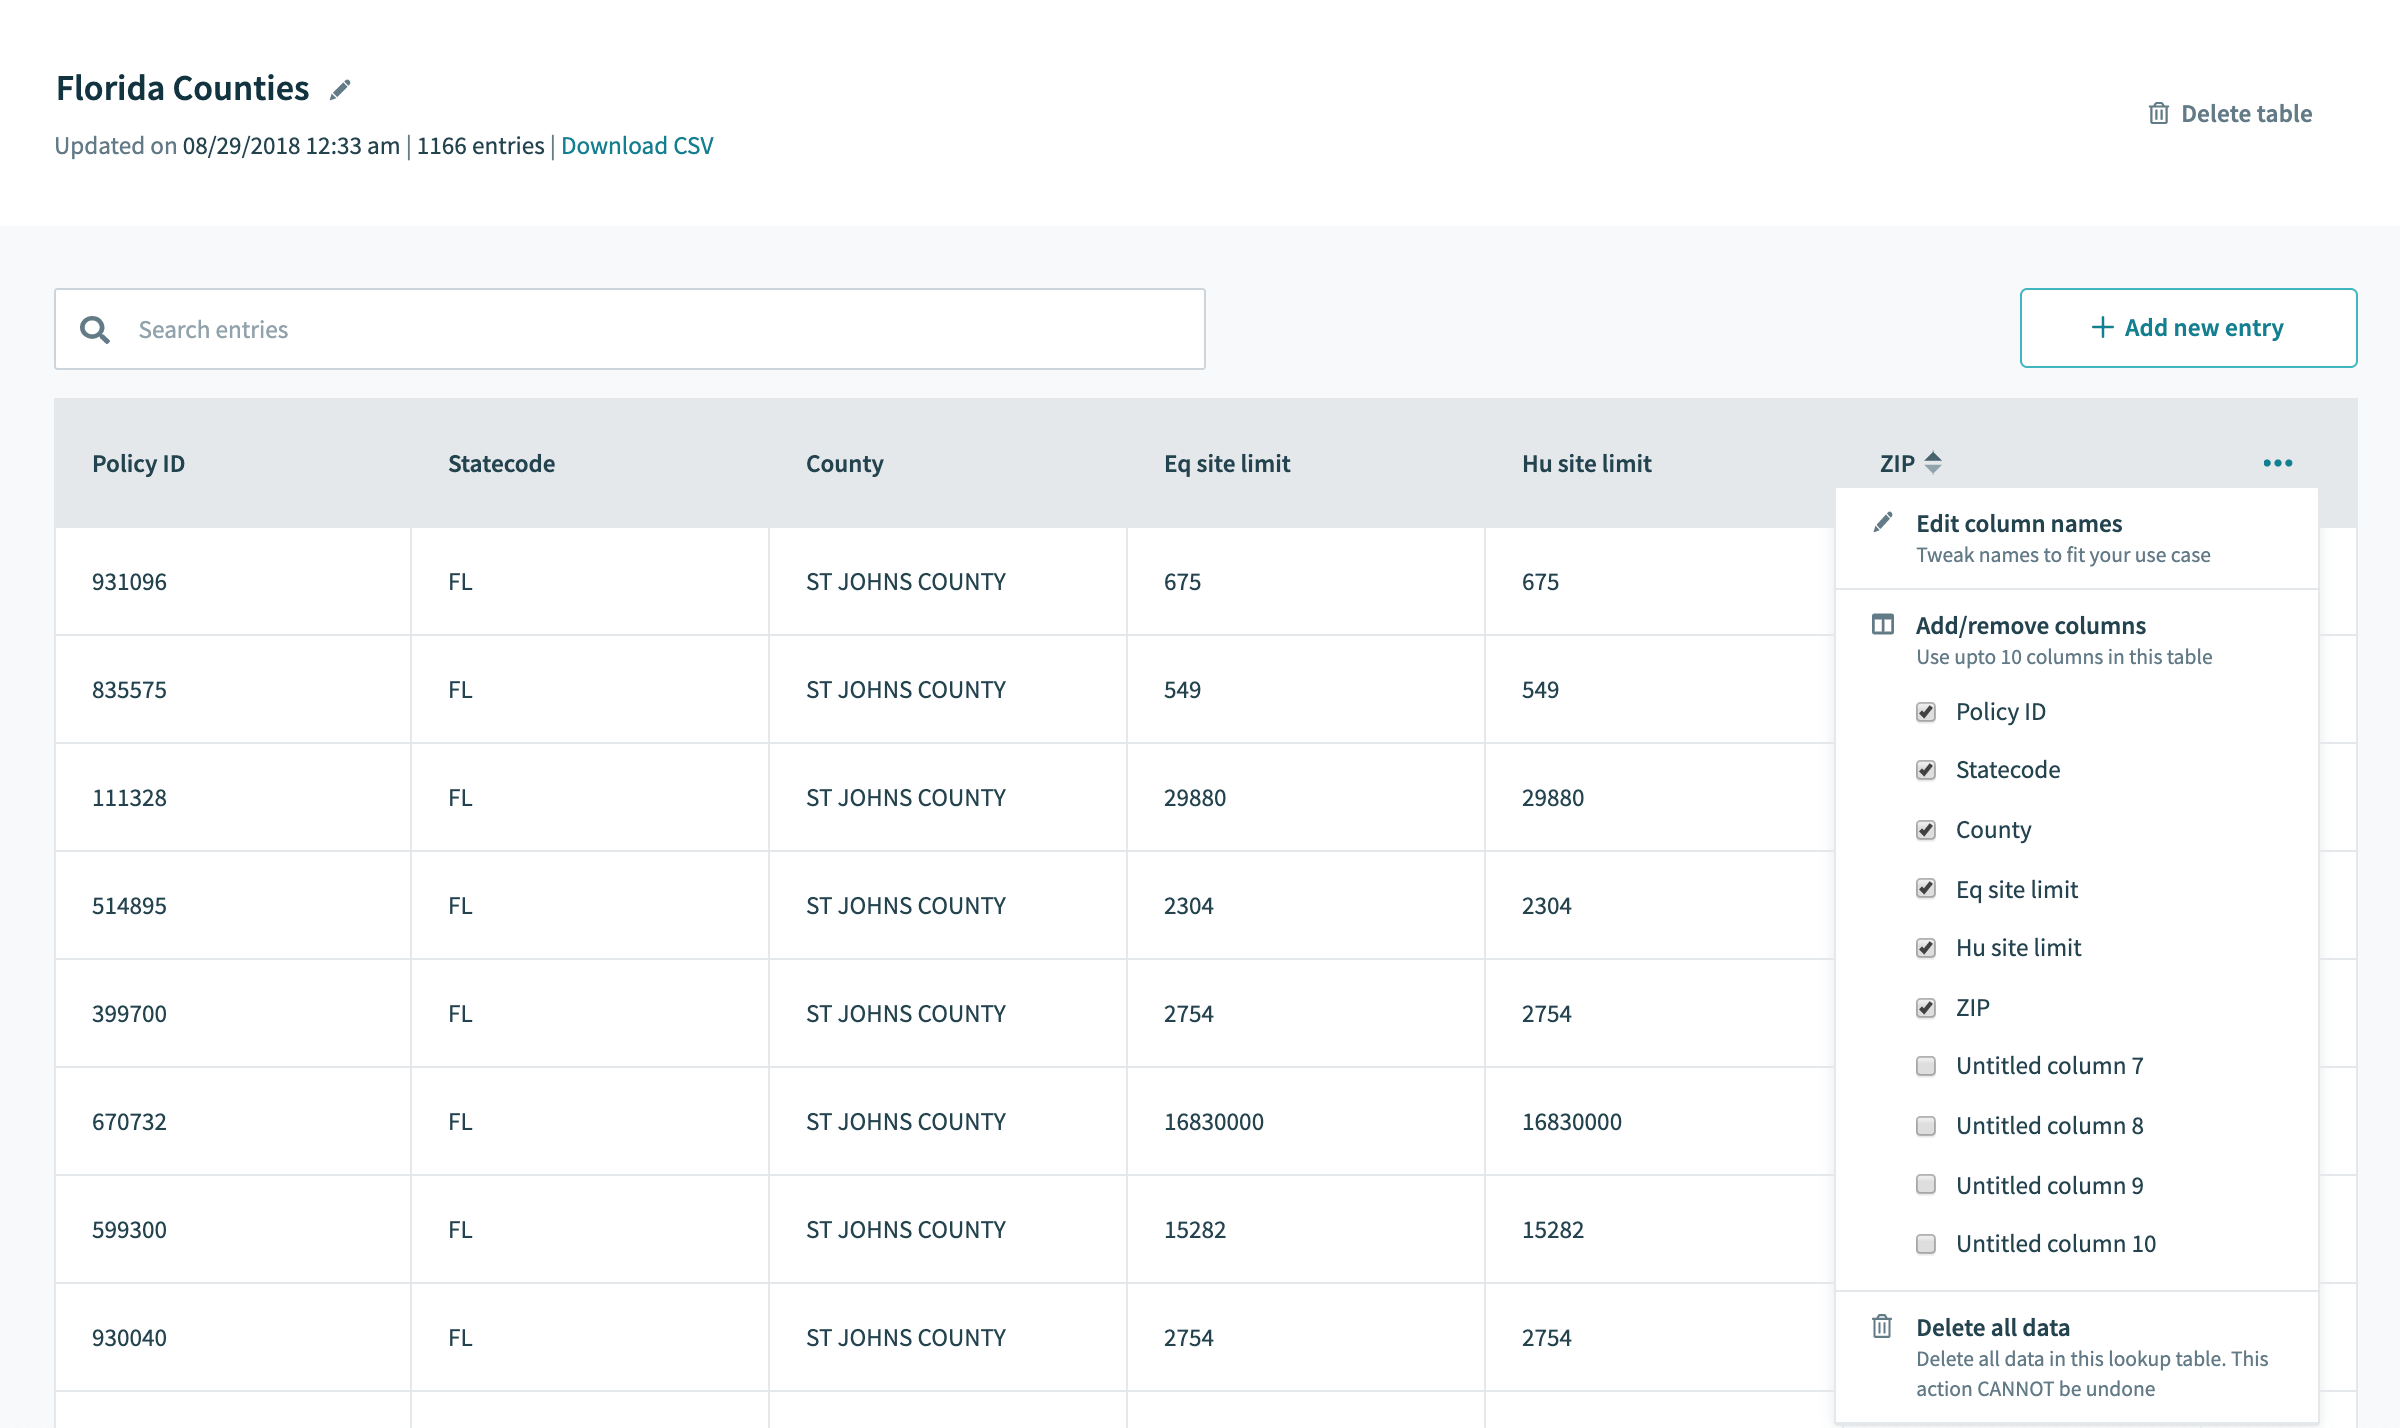 Florida Counties
Delete table
Updated on 08/29/2018 12:33 am | 1166 entries | Download CSV
Search entries
Add new entry
Policy ID Statecode County Eq site limit Hu site limit ZIP
931096 FL ST JOHNS COUNTY 675 675
835575 FL ST JOHNS COUNTY 549 549
111328 FL ST JOHNS COUNTY 29880 29880
514895 FL ST JOHNS COUNTY 2304 2304
399700 FL ST JOHNS COUNTY 2754 2754
670732 FL ST JOHNS COUNTY 16830000 16830000
599300 FL ST JOHNS COUNTY 15282 15282
930040 FL ST JOHNS COUNTY 2754 2754
Edit column names
Tweak names to fit your use case
Add/remove columns
Use upto 10 columns in this table
Policy ID
Statecode
County
Eq site limit
Hu site limit
ZIP
Untitled column 7
Untitled column 8
Untitled column 9
Untitled column 10
Delete all data
Delete all data in this lookup table. This
action CANNOT be undone